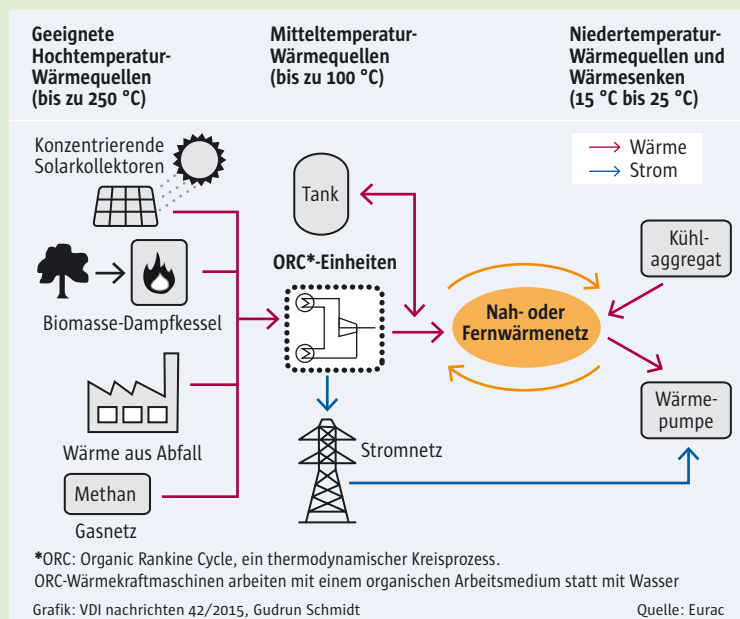 Geeignete
Hochtemperatur-
Wärmequellen
(bis zu 250 °C)
Mitteltemperatur-
Wärmequellen
(bis zu 100 °C)
Niedertemperatur-
Wärmequellen und
Wärmesenken
(15 °C bis 25 °C)
Wärme
Strom
Konzentrierende
Solarkollektoren
Tank
Kühl-
aggregat
ORC*-Einheiten
Biomasse-Dampfkessel
Nah- oder
Fernwärmenetz
Wärme-
pumpe
Wärme aus Abfall
Stromnetz
Methan
Gasnetz
*ORC: Organic Rankine Cycle, ein thermodynamischer Kreisprozess.
ORC-Wärmekraftmaschinen arbeiten mit einem organischen Arbeitsmedium statt mit Wasser
Grafik: VDI nachrichten 42/2015, Gudrun Schmidt
Quelle: Eurac